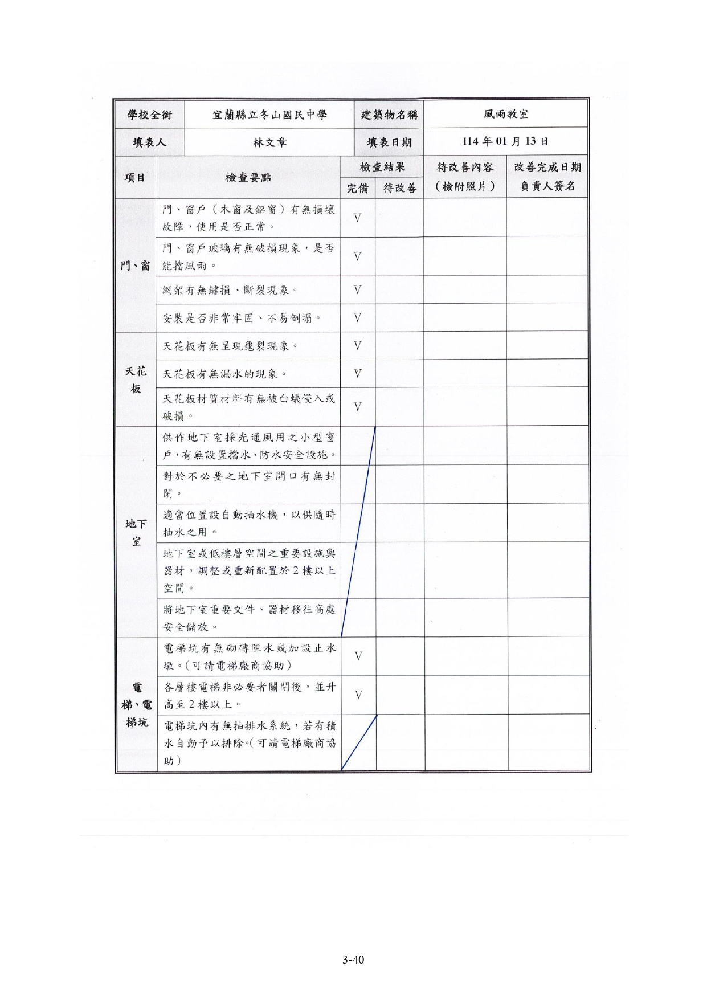 學校全銜 宜蘭縣立冬山國民中學 建築物名稱 風雨教室
填表人 林文章 填表日期 114 年 01 月 13 日
項目 檢查要點 檢查結果 待改善內容 改善完成日期
完備 待改善 （檢附照片） 負責人簽名
門、窗
門、窗戶（木窗及鋁窗）有無損壞
故障，使用是否正常。 V
門、窗戶玻璃有無破損現象，是否
能擋風雨。 V
網架有無鏽損、斷裂現象。 V
安裝是否非常牢固、不易倒塌。 V
天花
板
天花板有無呈現龜裂現象。 V
天花板有無漏水的現象。 V
天花板材質材料有無被白蟻侵入或
破損。 V
地下
室
供作地下室採光通風用之小型窗
戶，有無設置擋水、防水安全設施。
對於不必要之地下室開口有無封
閉。
適當位置設自動抽水機，以供隨時
抽水之用。
地下室或低樓層空間之重要設施與
器材，調整或重新配置於 2 樓以上
空間。
將地下室重要文件、器材移往高處
安全儲放。
電
梯、電
梯坑
電梯坑有無砌磚阻水或加設止水
墩。（可請電梯廠商協助） V
各層樓電梯非必要者關閉後，並升
高至 2 樓以上。 V
電梯坑內有無抽排水系統，若有積
水自動予以排除。（可請電梯廠商協
助）
3-40